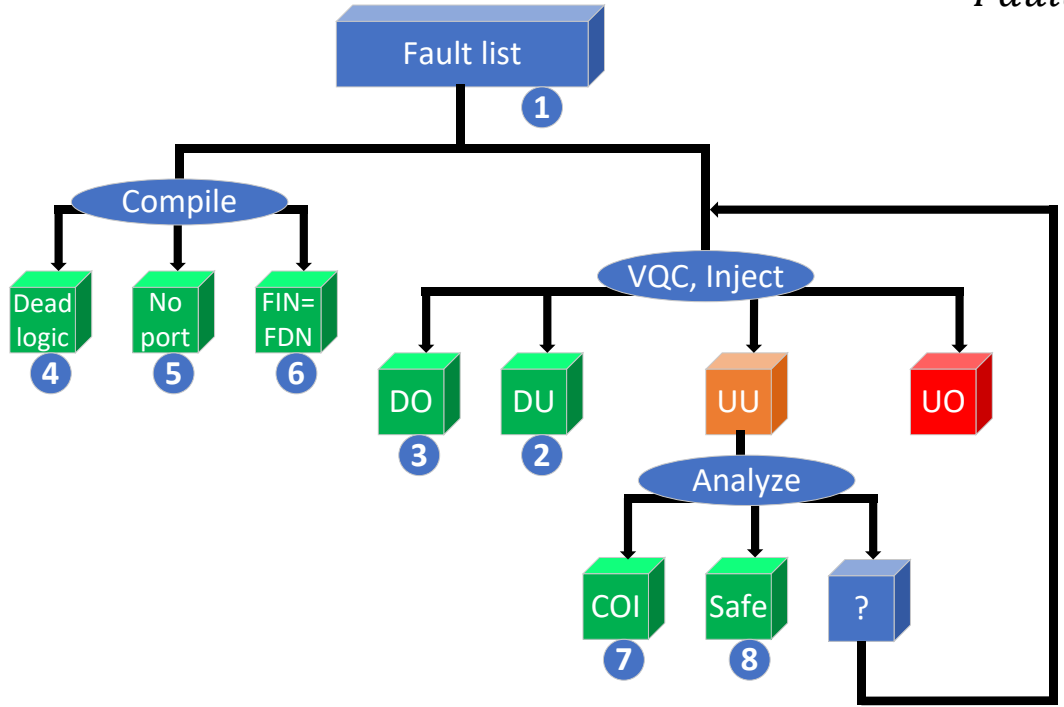 Fault list
1
Compile
Dead
logic
4
No
port
5
FIN=
FDN
6
VQC, Inject
DO
3
DU
2
UU
UO
Analyze
COI
7
Safe
8
?